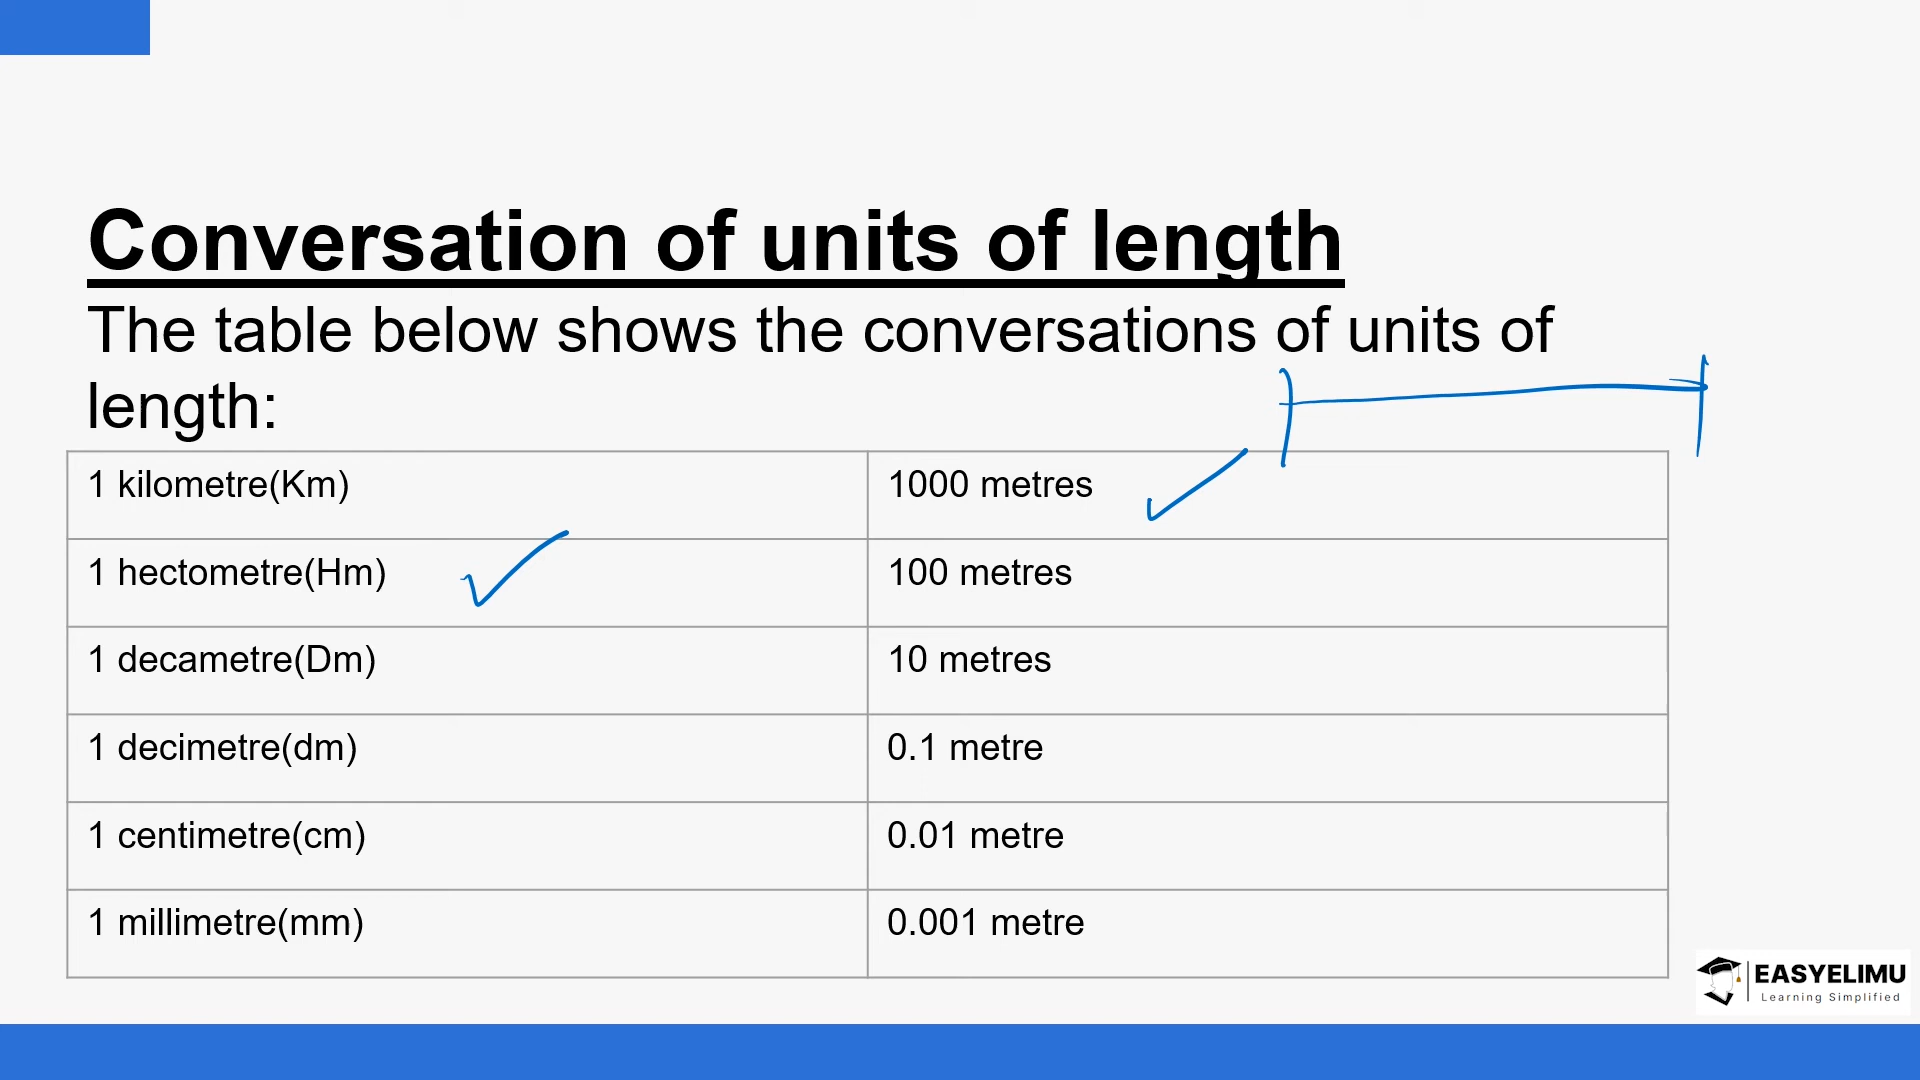 Conversation of units of length
The table below shows the conversations of units of
length:
1 kilometre(Km) 1000 metres
1 hectometre(Hm) 100 metres
1 decametre(Dm) 10 metres
1 decimetre(dm) 0.1 metre
1 centimetre(cm) 0.01 metre
1 millimetre(mm) 0.001 metre
EASYELIMU
Learning Simplified